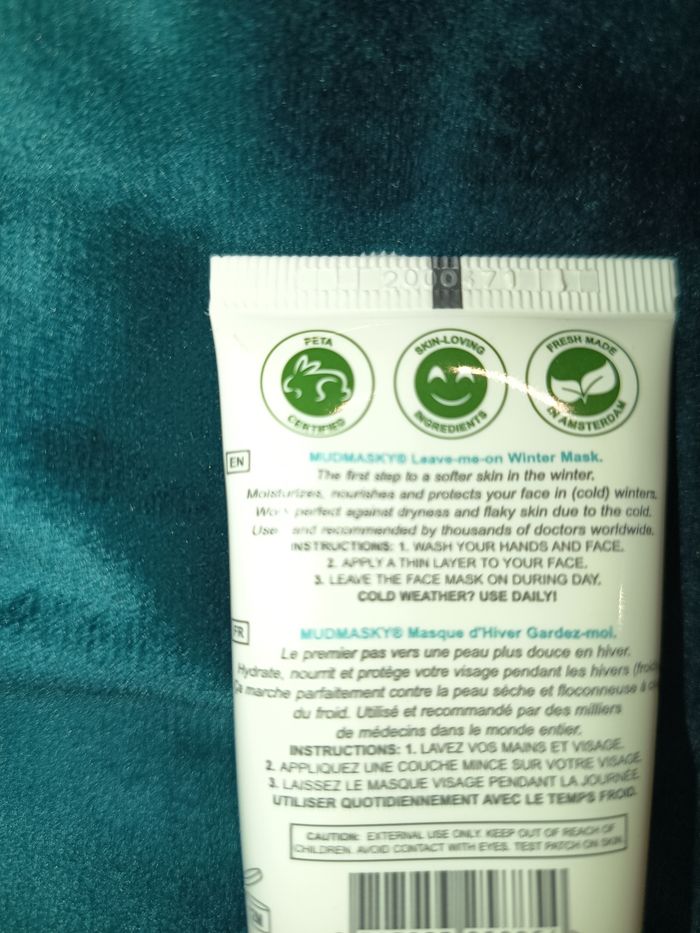 2000371
PETA
CERTIFIED
SKIN-LOVING
INGREDIENTS
FRESH MADE
IN AMSTERDAM
EN
MUDMASKY® Leave-me-on Winter Mask.
The first step to a softer skin in the winter.
Moisturizes, nourishes and protects your face in (cold) winters.
perfect against dryness and flaky skin due to the cold.
and recommended by thousands of doctors worldwide.
INSTRUCTIONS: 1. WASH YOUR HANDS AND FACE.
2. APPLY A THIN LAYER TO YOUR FACE.
3. LEAVE THE FACE MASK ON DURING DAY.
COLD WEATHER? USE DAILY!
FR
MUDMASKY® Masque d'Hiver Gardez-moi.
Le premier pas vers une peau plus douce en hiver.
Hydrate, nourrit et protège votre visage pendant les hivers
Ça marche parfaitement contre la peau sèche et floconneuse à
du froid. Utilisé et recommandé par des milliers
de médecins dans le monde entier.
INSTRUCTIONS: 1. LAVEZ VOS MAINS ET VISAGE.
2. APPLIQUEZ UNE COUCHE MINCE SUR VOTRE VISAGE
3. LAISSEZ LE MASQUE VISAGE PENDANT LA JOURNÉE.
UTILISER QUOTIDIENNEMENT AVEC LE TEMPS FROID.
CAUTION: EXTERNAL USE ONLY. KEEP OUT OF REACH OF
CHILDREN. AVOID CONTACT WITH EYES. TEST PATCH ON SKIN.